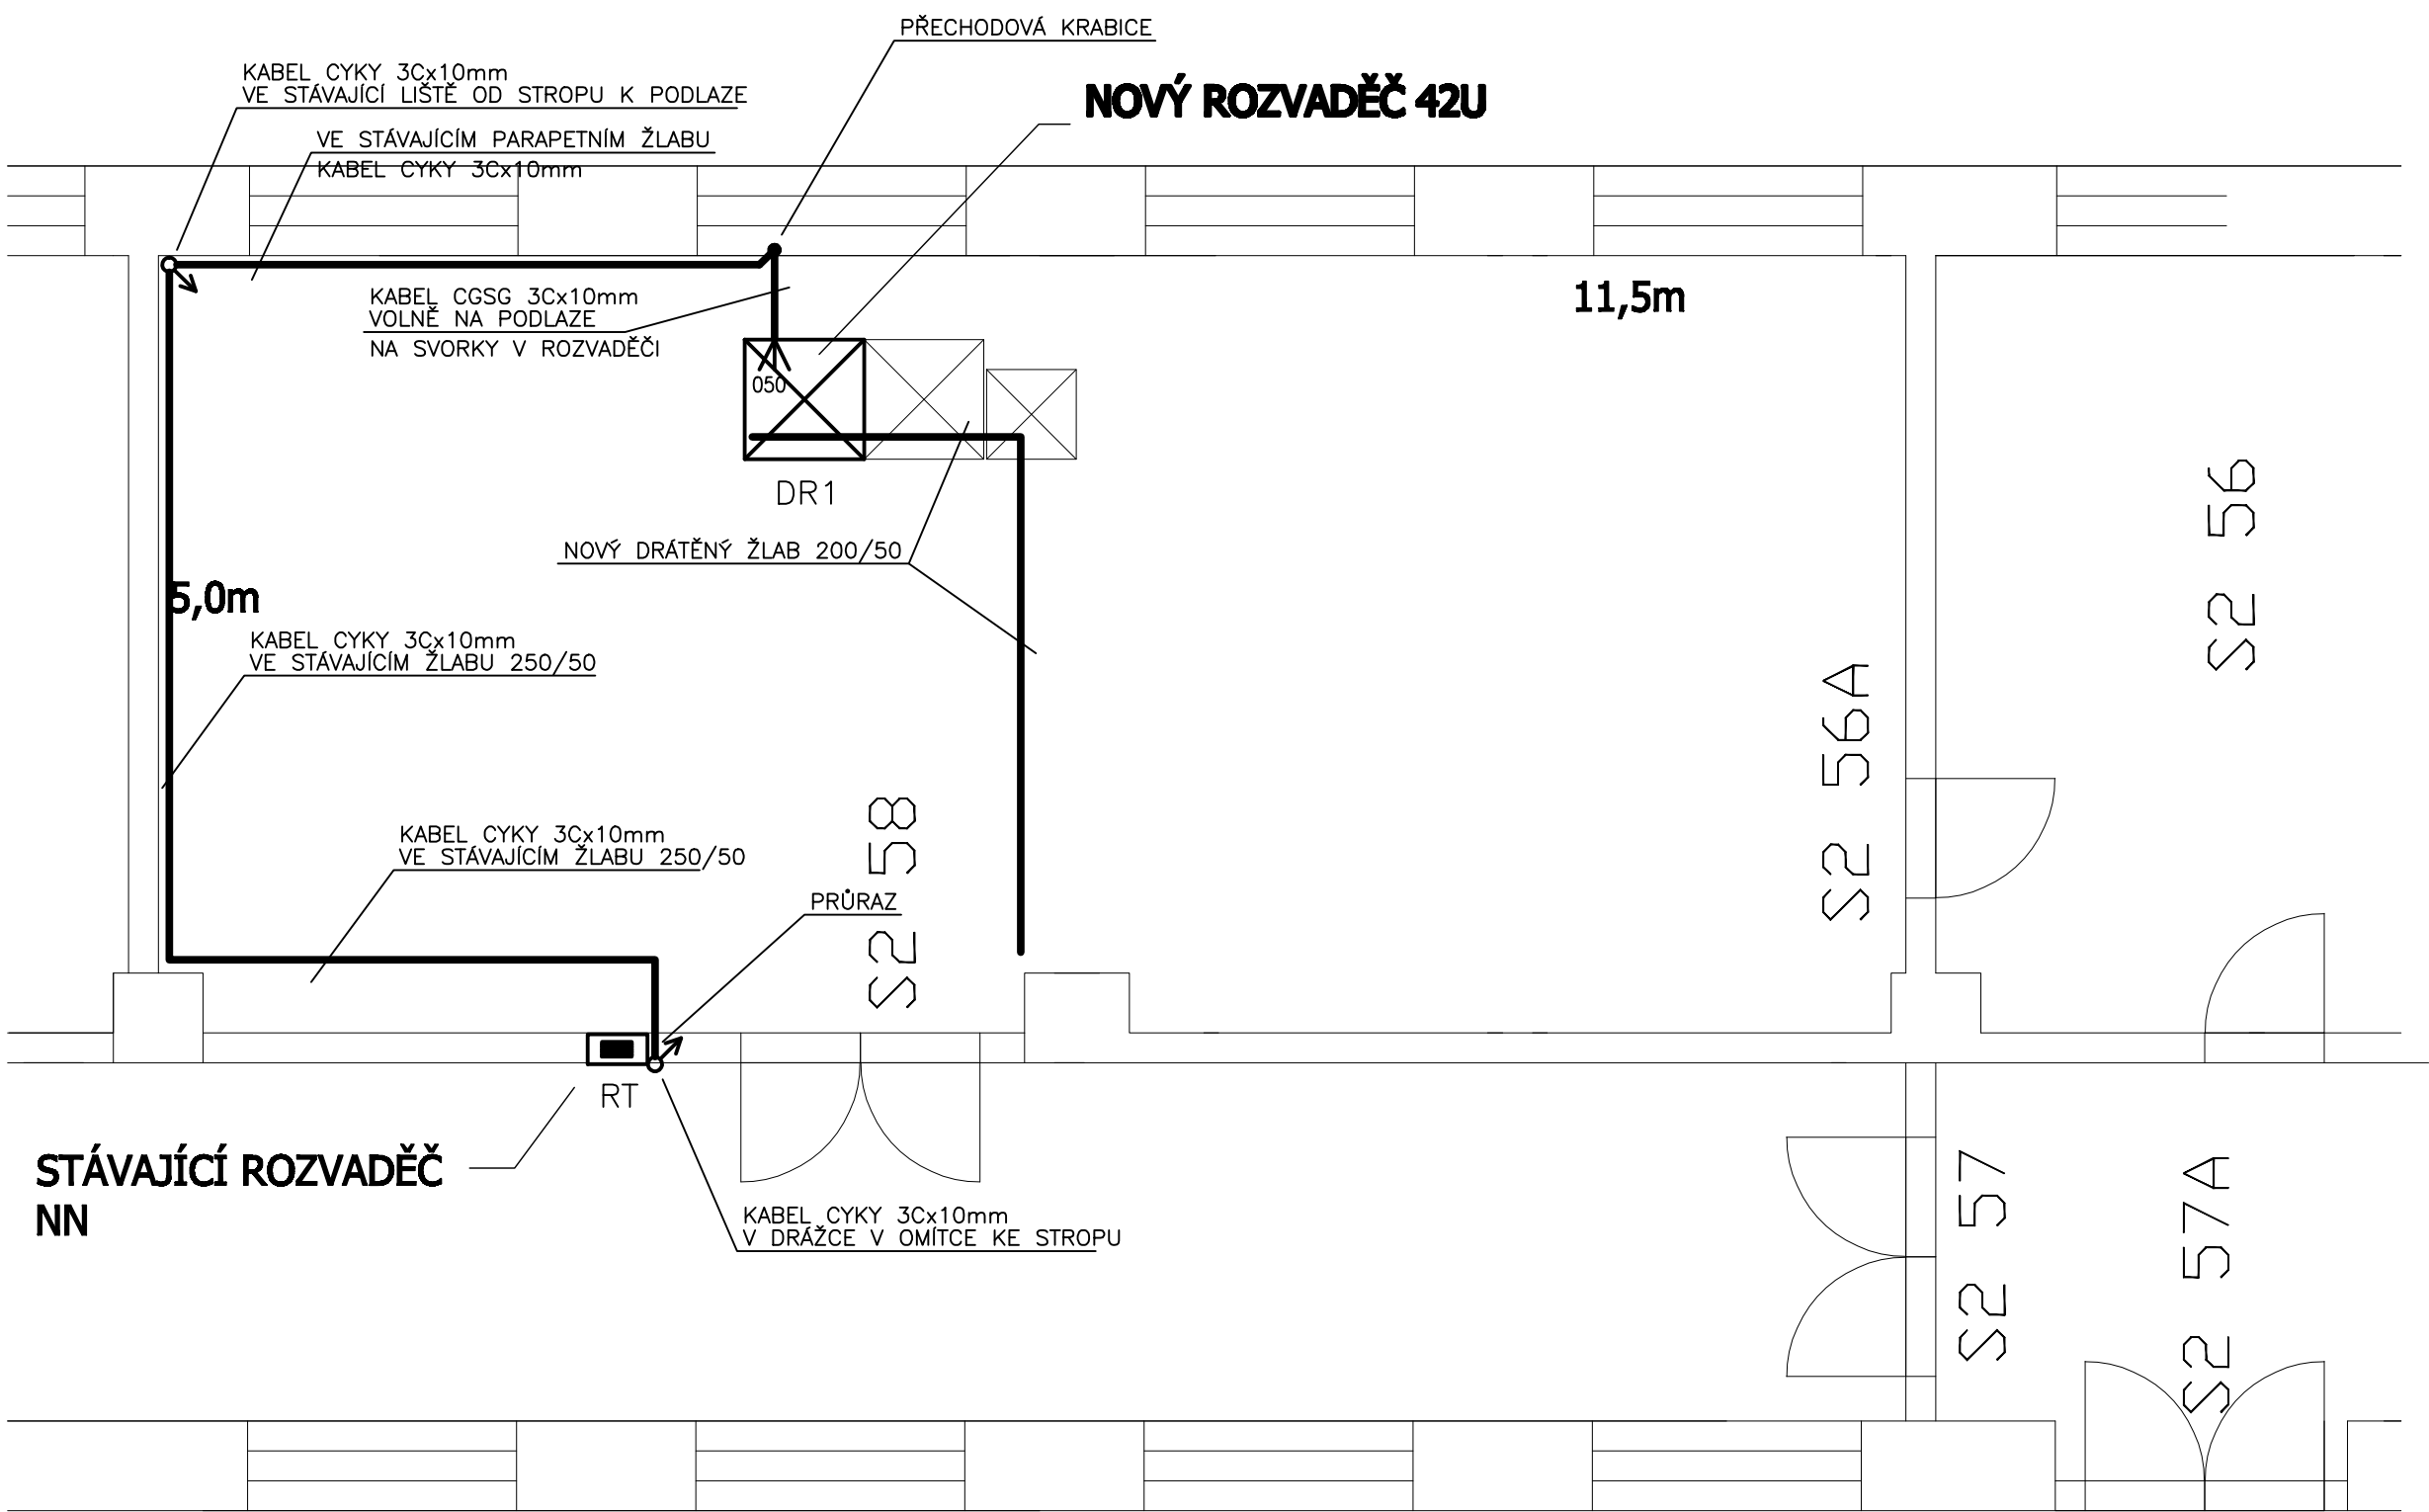 PŘECHODOVÁ KRABICE
KABEL CYKY 3Cx10mm
VE STÁVAJÍCÍ LIŠTĚ OD STROPU K PODLAZE
NOVÝ ROZVADĚČ 42U
VE STÁVAJÍCÍM PARAPETNÍM ŽLABU
KABEL CYKY 3Cx10mm
11,5m
KABEL CGSG 3Cx10mm
VOLNĚ NA PODLAZE
NA SVORKY V ROZVADĚČI
050
DR1
S2 56
NOVÝ DRÁTĚNÝ ŽLAB 200/50
5,0m
KABEL CYKY 3Cx10mm
VE STÁVAJÍCÍM ŽLABU 250/50
S2 56A
KABEL CYKY 3Cx10mm
VE STÁVAJÍCÍM ŽLABU 250/50
S2 58
PRŮRAZ
RT
STÁVAJÍCÍ ROZVADĚČ
NN
KABEL CYKY 3Cx10mm
V DRÁŽCE V OMÍTCE KE STROPU
S2 57
S2 57A